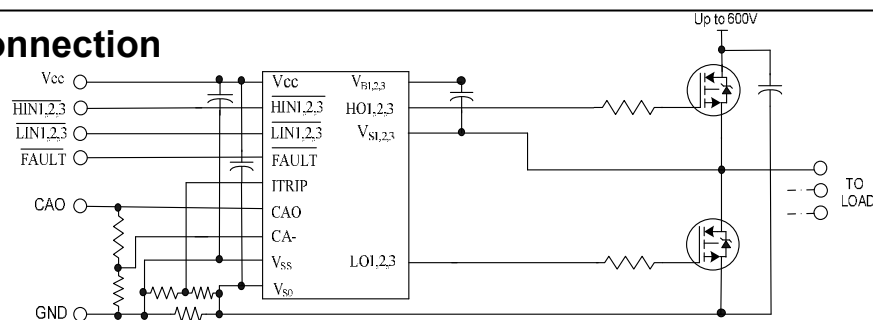 Up to 600V
onnection
Vcc
HIN1,2,3
LIN1,2,3
FAULT
CAO
GND
Vcc
HIN1,2,3
LIN1,2,3
FAULT
ITRIP
CAO
CA-
VSS
VS0
VB1,2,3
HO1,2,3
VS1,2,3
LO1,2,3
TO
LOAD